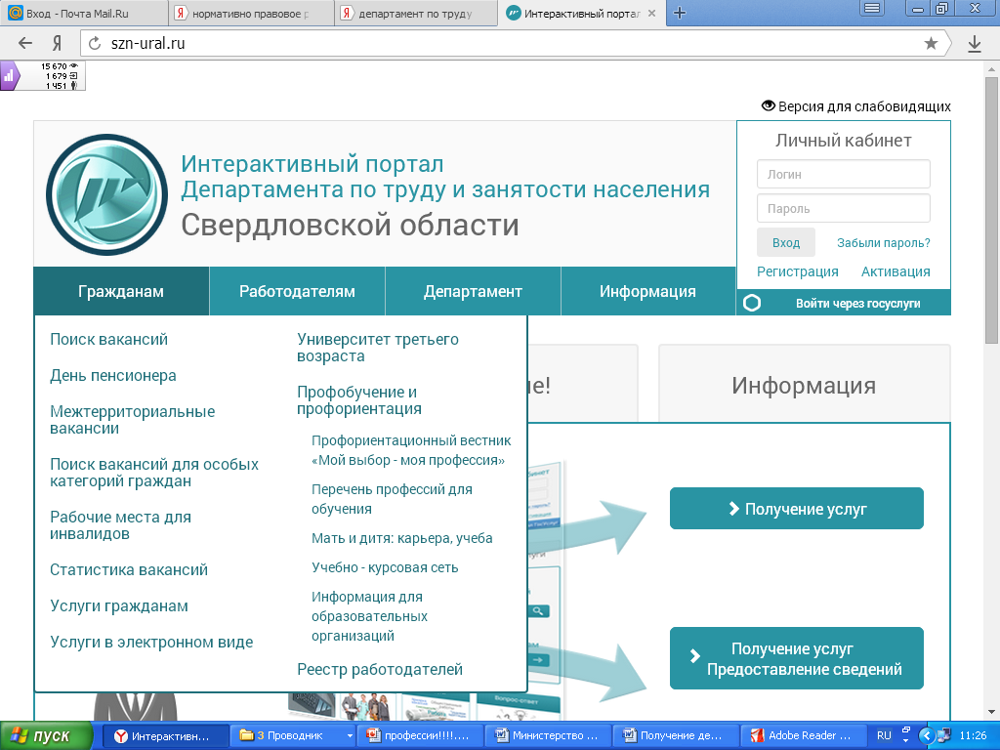 Вход - Почта Mail.Ru
нормативно правовое р
департамент по труду
Интерактивный портал
Я
szn-ural.ru
15 670
1 679
1 451
Версия для слабовидящих
Интерактивный портал
Департамента по труду и занятости населения
Свердловской области
Личный кабинет
Логин
Пароль
Вход
Забыли пароль?
Регистрация
Активация
Войти через госуслуги
Гражданам
Работодателям
Департамент
Информация
Поиск вакансий
День пенсионера
Межтерриториальные
вакансии
Поиск вакансий для особых
категорий граждан
Рабочие места для
инвалидов
Статистика вакансий
Услуги гражданам
Услуги в электронном виде
Университет третьего
возраста
Профобучение и
профориентация
Профориентационный вестник
«Мой выбор - моя профессия»
Перечень профессий для
обучения
Мать и дитя: карьера, учеба
Учебно - курсовая сеть
Информация для
образовательных
организаций
Реестр работодателей
е!
Информация
Получение услуг
Получение услуг
Предоставление сведений
Вопрос-ответ
пуск
Интерактивн...
3 Проводник
профессии!!!!....
Министерство ...
Получение де...
Adobe Reader ...
RU
11:26